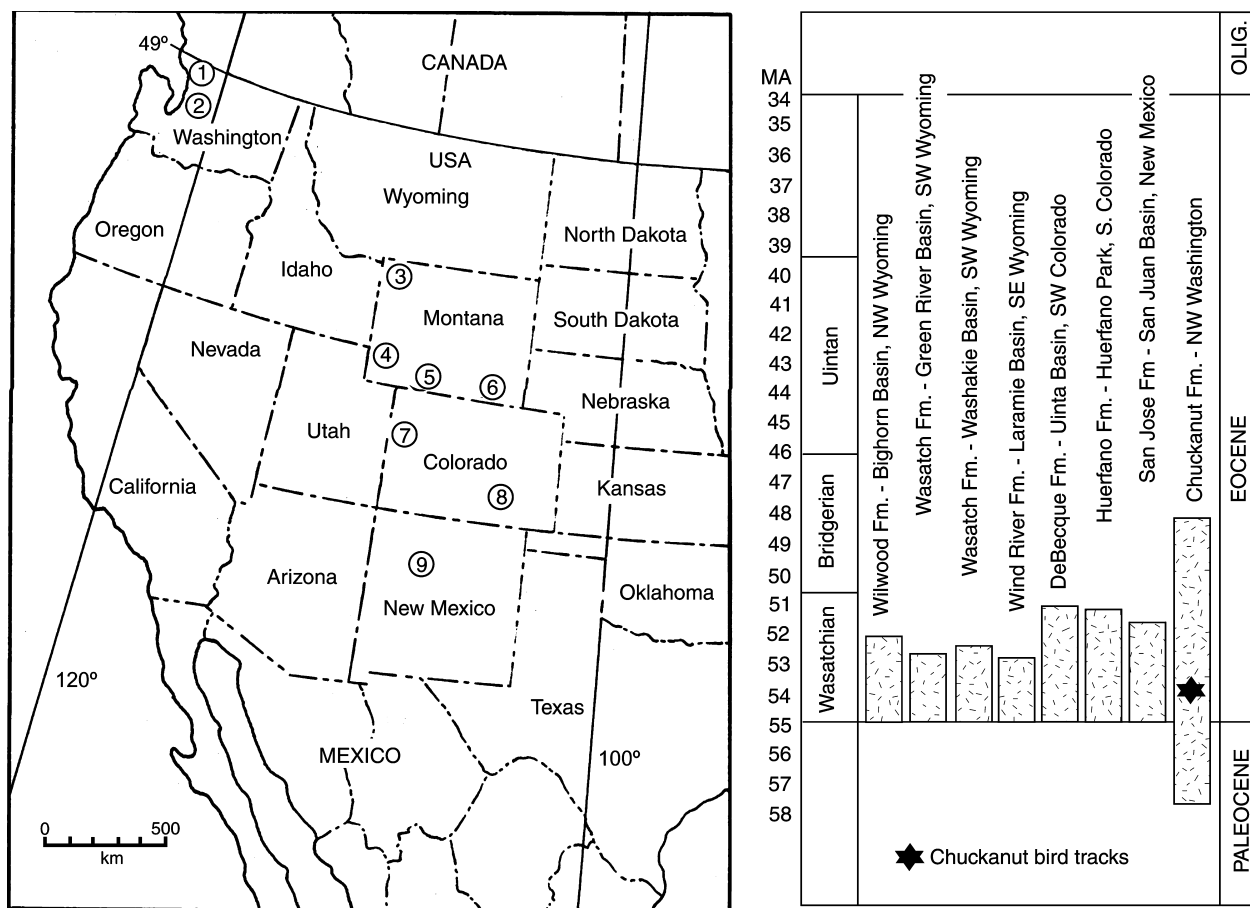 49º
1
2
CANADA
Washington
USA
Wyoming
Oregon
North Dakota
Idaho
3
Montana
South Dakota
Nevada
4
5
6
Nebraska
Utah
7
Colorado
California
8
Kansas
9
Arizona
New Mexico
Oklahoma
120º
Texas
MEXICO
100º
0 500
km
MA
34
35
36
37
38
39
40
41
42
43
44
45
46
47
48
49
50
51
52
53
54
55
56
57
58
Uintan
Bridgerian
Wasatchian
Wilwood Fm. - Bighorn Basin, NW Wyoming
Wasatch Fm. - Green River Basin, SW Wyoming
Wasatch Fm. - Washakie Basin, SW Wyoming
Wind River Fm. - Laramie Basin, SE Wyoming
DeBecque Fm. - Uinta Basin, SW Colorado
Huerfano Fm. - Huerfano Park, S. Colorado
San Jose Fm - San Juan Basin, New Mexico
Chuckanut Fm. - NW Washington
OLIG.
EOCENE
PALEOCENE
Chuckanut bird tracks